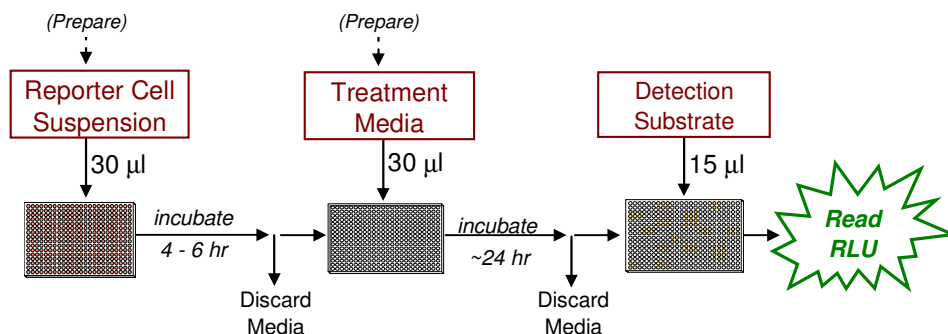 (Prepare)
(Prepare)
Reporter Cell
Suspension
Treatment
Media
Detection
Substrate
30 µl
30 µl
15 µl
incubate
4 - 6 hr
incubate
~24 hr
Read
RLU
Discard
Media
Discard
Media